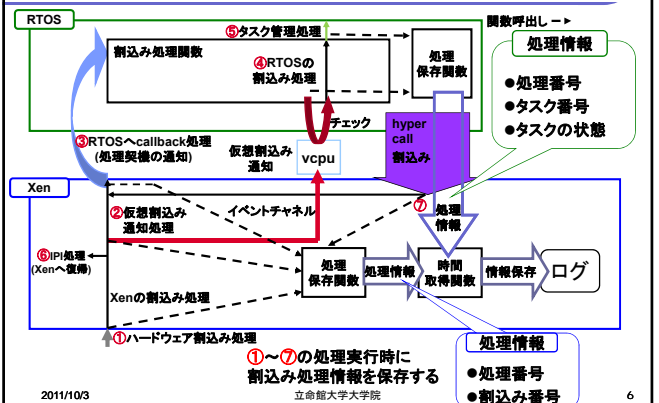 RTOS
⑤タスク管理処理
関数呼出し
割込み処理関数
④RTOSの
割込み処理
処理
保存関数
処理情報
●処理番号
●タスク番号
●タスクの状態
チェック
③RTOSへcallback処理
(処理契機の通知)
仮想割込み
通知
vcpu
hyper
call
割込み
Xen
②仮想割込み
通知処理
イベントチャネル
⑦
処理
情報
⑥IPI処理
(Xenへ復帰)
処理
保存関数
処理情報
時間
取得関数
情報保存
ログ
Xenの割込み処理
①ハードウェア割込み処理
①～⑦の処理実行時に
割込み処理情報を保存する
処理情報
●処理番号
●割込み番号
2011/10/3
立命館大学大学院
6